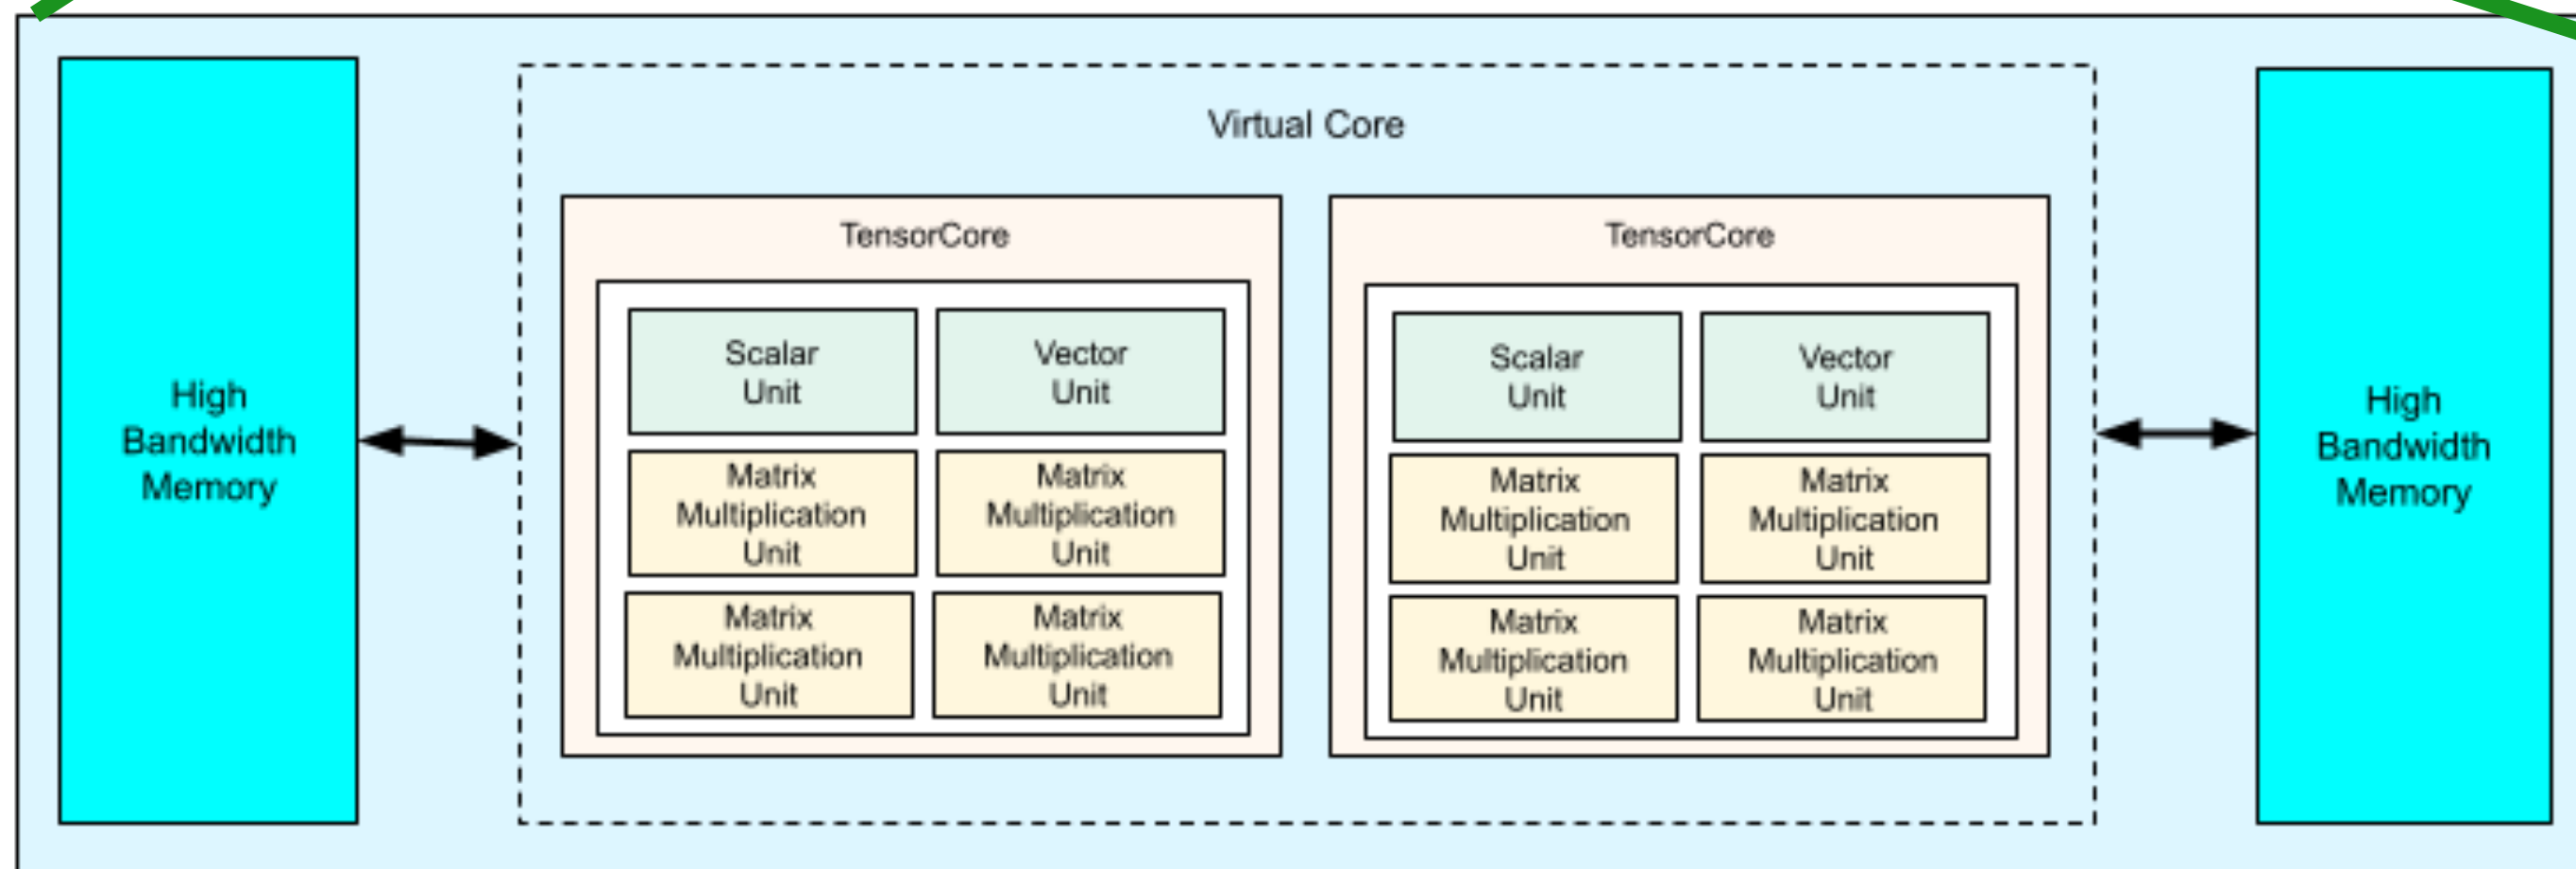 High
Bandwidth
Memory
Virtual Core
TensorCore
Scalar
Unit
Vector
Unit
Matrix
Multiplication
Unit
Matrix
Multiplication
Unit
Matrix
Multiplication
Unit
Matrix
Multiplication
Unit
TensorCore
Scalar
Unit
Vector
Unit
Matrix
Multiplication
Unit
Matrix
Multiplication
Unit
Matrix
Multiplication
Unit
Matrix
Multiplication
Unit
High
Bandwidth
Memory